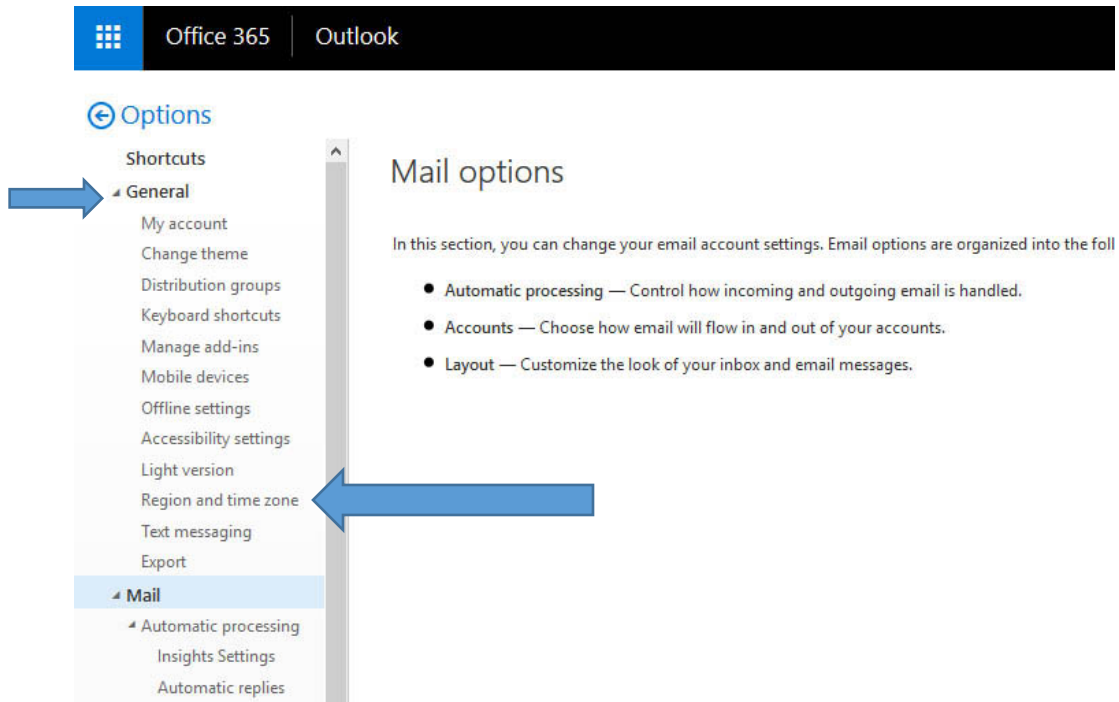 Office 365 Outlook
Options
Shortcuts
General
My account
Change theme
Distribution groups
Keyboard shortcuts
Manage add-ins
Mobile devices
Offline settings
Accessibility settings
Light version
Region and time zone
Text messaging
Export
Mail
Automatic processing
Insights Settings
Automatic replies
Mail options
In this section, you can change your email account settings. Email options are organized into the foll
● Automatic processing — Control how incoming and outgoing email is handled.
● Accounts — Choose how email will flow in and out of your accounts.
● Layout — Customize the look of your inbox and email messages.